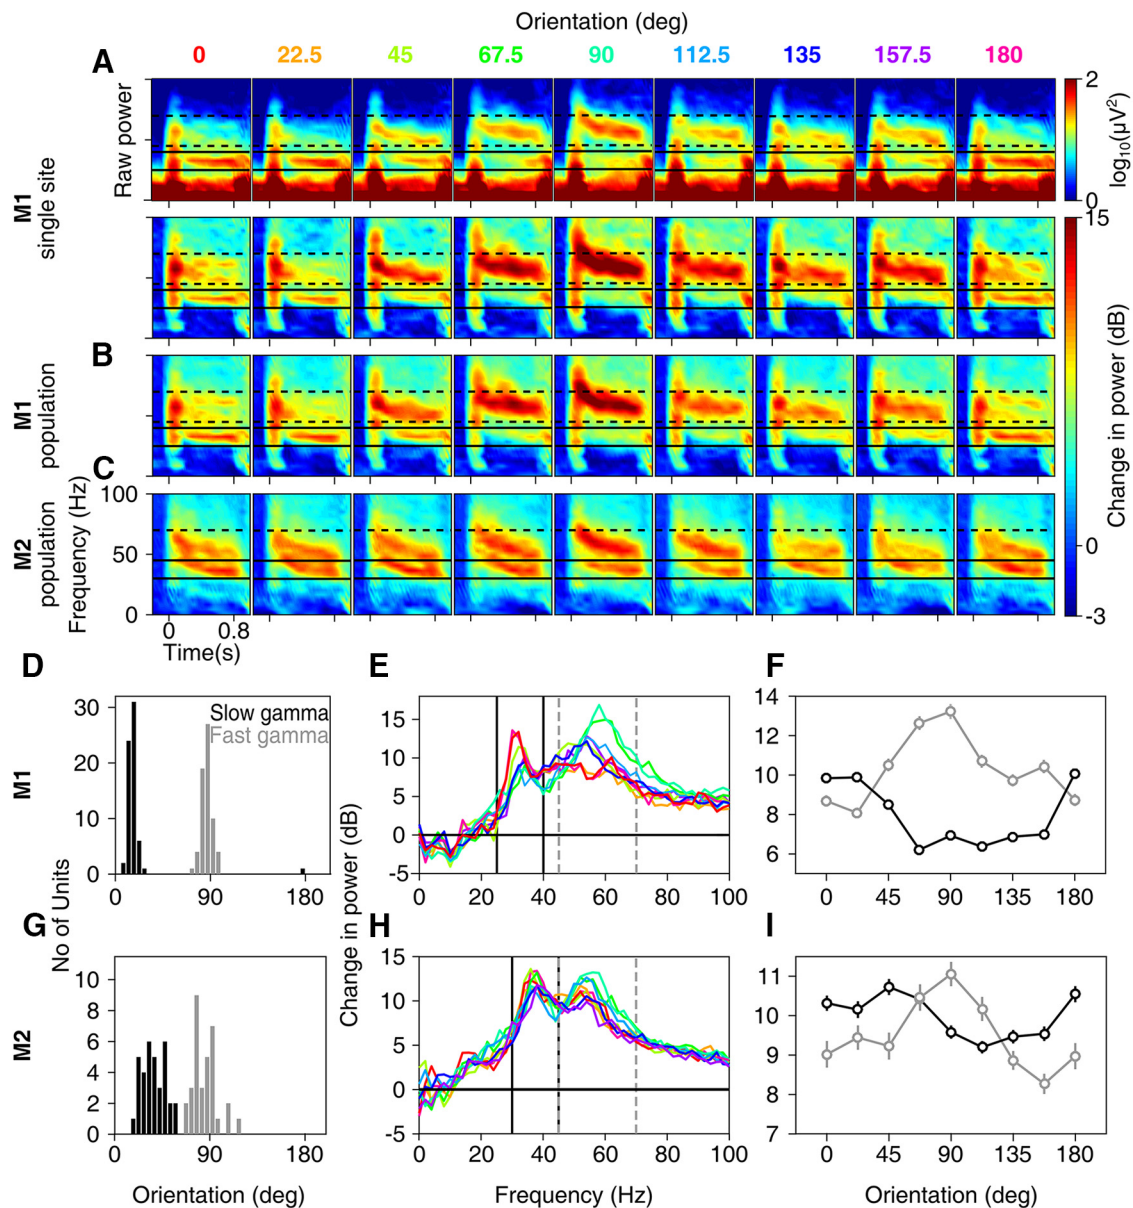 Orientation (deg)
A 0 22.5 45 67.5 90 112.5 135 157.5 180
Raw power
2
log10(µV²)
0
M1
single site
15
B
M1
population
Change in power (dB)
C
M2
population
Frequency (Hz)
100
50
0
0
-3
0 0.8
Time(s)
D
30
20
10
0
0 90 180
Slow gamma
Fast gamma
M1
No of Units
E
15
10
5
0
-5
0 20 40 60 80 100
Change in power (dB)
F
14
12
10
8
6
0 45 90 135 180
G
10
8
6
4
2
0
0 90 180
Orientation (deg)
M2
H
15
10
5
0
-5
0 20 40 60 80 100
Frequency (Hz)
I
11
10
9
8
7
0 45 90 135 180
Orientation (deg)